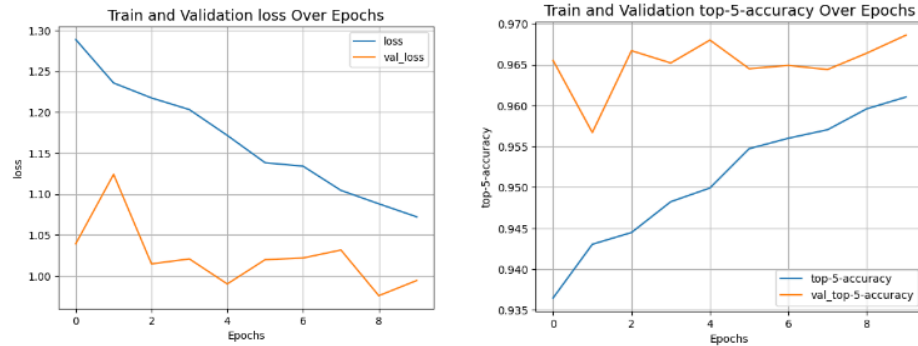 Train and Validation loss Over Epochs
1.30
1.25
1.20
1.15
1.10
1.05
1.00
loss
loss
val_loss
0
2
4
6
8
Epochs
Train and Validation top-5-accuracy Over Epochs
0.970
0.965
0.960
0.955
0.950
0.945
0.940
0.935
top-5-accuracy
top-5-accuracy
val_top-5-accuracy
0
2
4
6
8
Epochs